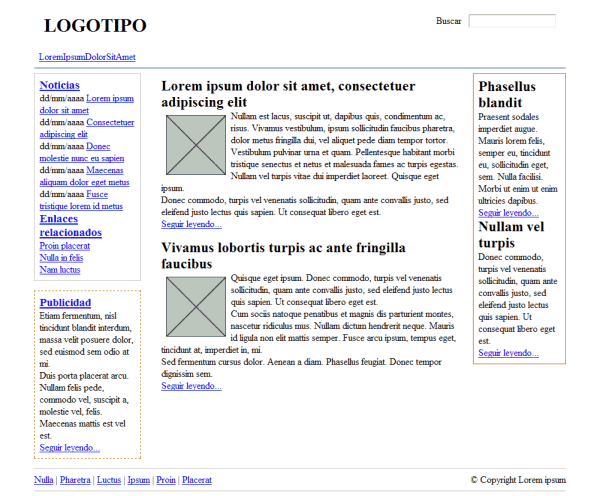 LOGOTIPO
Buscar
LoremIpsumDolorSitAmet
Noticias
dd/mm/aaaa Lorem ipsum
dolor sit amet
dd/mm/aaaa Consectetuer
adipiscing elit
dd/mm/aaaa Donec
molestie nunc eu sapien
dd/mm/aaaa Maecenas
aliquam dolor eget metus
dd/mm/aaaa Fusce
tristique lorem id metus
Enlaces
relacionados
Proin placerat
Nulla in felis
Nam luctus
Publicidad
Etiam fermentum, nisl
tincidunt blandit interdum,
massa velit posuere dolor,
sed euismod sem odio at
mi.
Duis porta placerat arcu.
Nullam felis pede,
commodo vel, suscipit a,
molestie vel, felis.
Maecenas mattis est vel
est.
Seguir leyendo...
Lorem ipsum dolor sit amet, consectetuer
adipiscing elit
Nullam est lacus, suscipit ut, dapibus quis, condimentum ac,
risus. Vivamus vestibulum, ipsum sollicitudin faucibus pharetra,
dolor metus fringilla dui, vel aliquet pede diam tempor tortor.
Vestibulum pulvinar urna et quam. Pellentesque habitant morbi
tristique senectus et netus et malesuada fames ac turpis egestas.
Nullam vel turpis vitae dui imperdiet laoreet. Quisque eget
ipsum.
Donec commodo, turpis vel venenatis sollicitudin, quam ante convallis justo, sed
eleifend justo lectus quis sapien. Ut consequat libero eget est.
Seguir leyendo...
Vivamus lobortis turpis ac ante fringilla
faucibus
Quisque eget ipsum. Donec commodo, turpis vel venenatis
sollicitudin, quam ante convallis justo, sed eleifend justo lectus
quis sapien. Ut consequat libero eget est.
Cum sociis natoque penatibus et magnis dis parturient montes,
nascetur ridiculus mus. Nullam dictum hendrerit neque. Mauris
id ligula non elit mattis semper. Fusce arcu ipsum, tempus eget,
tincidunt at, imperdiet in, mi.
Sed fermentum cursus dolor. Aenean a diam. Phasellus feugiat. Donec tempor
dignissim sem.
Seguir leyendo...
Phasellus
blandit
Praesent sodales
imperdiet augue.
Mauris lorem felis,
semper eu, tincidunt
eu, sollicitudin eget,
sem. Nulla facilisi.
Morbi ut enim ut enim
ultricies dapibus.
Seguir leyendo...
Nullam vel
turpis
Donec commodo,
turpis vel venenatis
sollicitudin, quam ante
convallis justo, sed
eleifend justo lectus
quis sapien. Ut
consequat libero eget
est.
Seguir leyendo...
Nulla | Pharetra | Luctus | Ipsum | Proin | Placerat
© Copyright Lorem ipsum